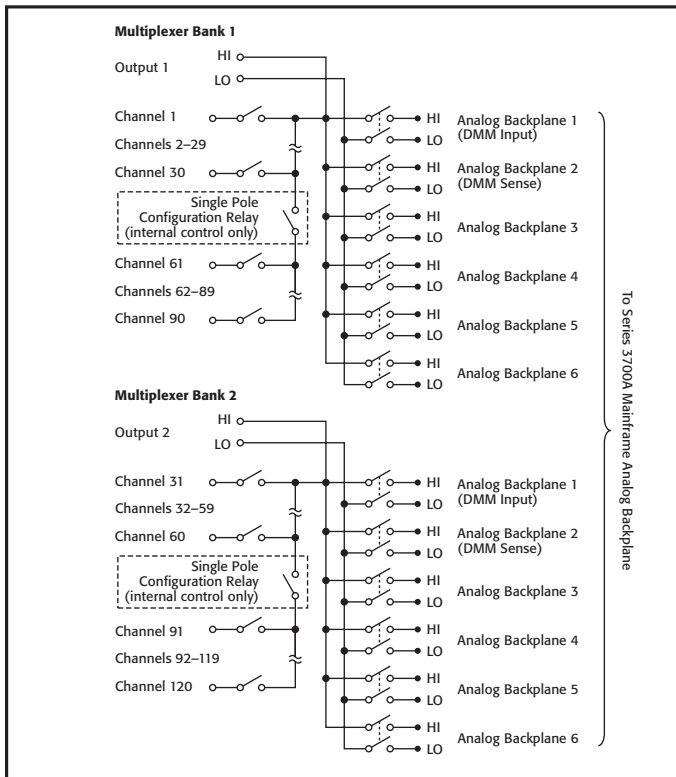 Multiplexer Bank 1
HI
Output 1
LO
Channel 1
HI
Analog Backplane 1
(DMM Input)
LO
Channels 2–29
HI
Analog Backplane 2
(DMM Sense)
LO
Channel 30
Single Pole
Configuration Relay
(internal control only)
HI
Analog Backplane 3
LO
Channel 61
HI
Analog Backplane 4
LO
Channels 62–89
Channel 90
HI
Analog Backplane 5
LO
HI
Analog Backplane 6
LO
Multiplexer Bank 2
HI
Output 2
LO
Channel 31
HI
Analog Backplane 1
(DMM Input)
LO
Channels 32–59
Channel 60
HI
Analog Backplane 2
(DMM Sense)
LO
Single Pole
Configuration Relay
(internal control only)
HI
Analog Backplane 3
LO
Channel 91
HI
Analog Backplane 4
LO
Channels 92–119
Channel 120
HI
Analog Backplane 5
LO
HI
Analog Backplane 6
LO
To Series 3700A Mainframe Analog Backplane